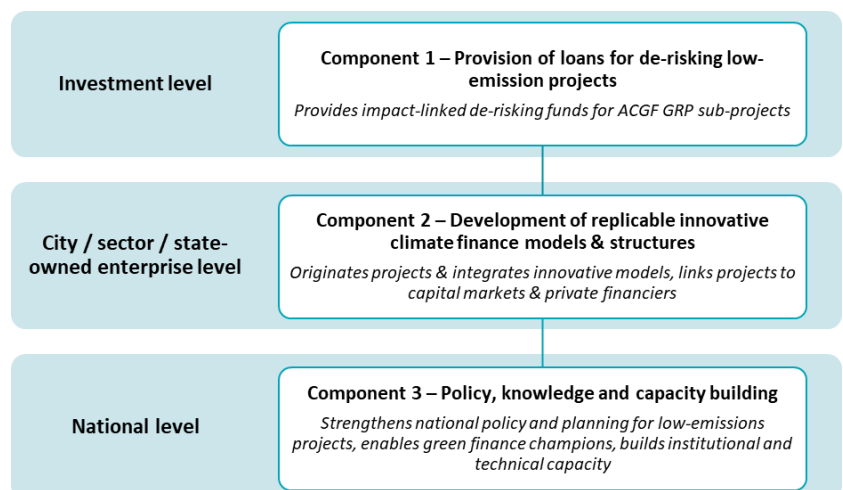 Investment level
Component 1 – Provision of loans for de-risking low-
emission projects
Provides impact-linked de-risking funds for ACGF GRP sub-projects
City / sector / state-
owned enterprise level
Component 2 – Development of replicable innovative
climate finance models & structures
Originates projects & integrates innovative models, links projects to
capital markets & private financiers
National level
Component 3 – Policy, knowledge and capacity building
Strengthens national policy and planning for low-emissions
projects, enables green finance champions, builds institutional and
technical capacity